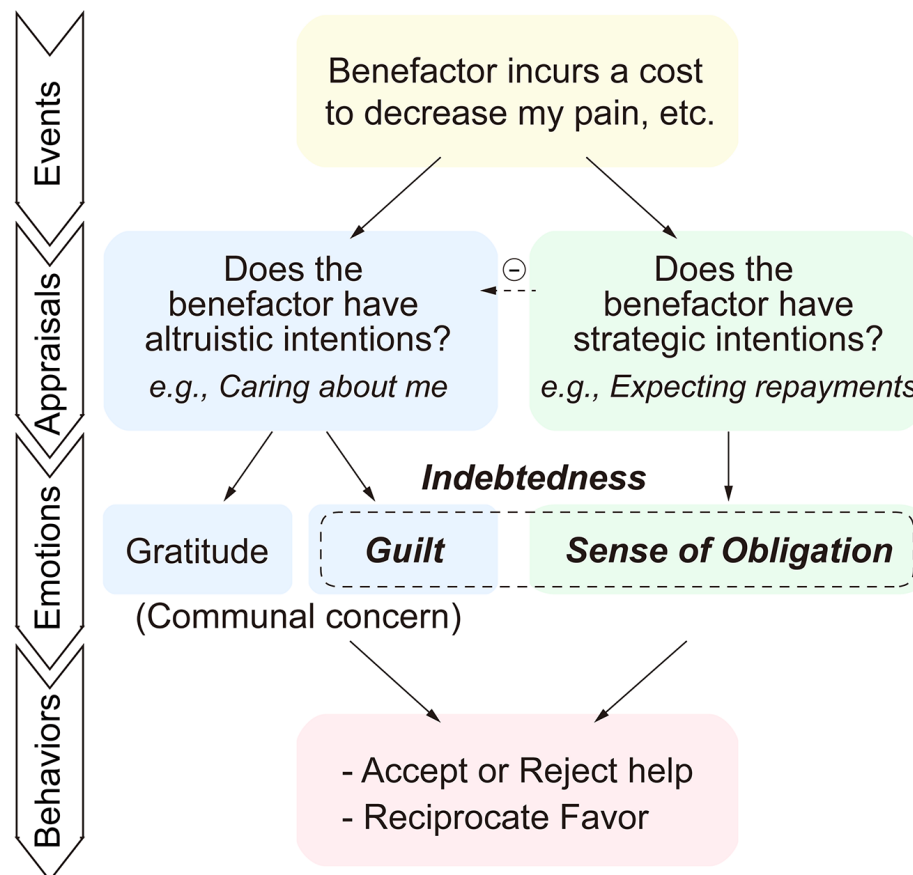 Events
Benefactor incurs a cost
to decrease my pain, etc.
Appraisals
Does the
benefactor have
altruistic intentions?
e.g., Caring about me
⊖
Does the
benefactor have
strategic intentions?
e.g., Expecting repayments
Emotions
Indebtedness
Gratitude
Guilt
Sense of Obligation
(Communal concern)
Behaviors
- Accept or Reject help
- Reciprocate Favor